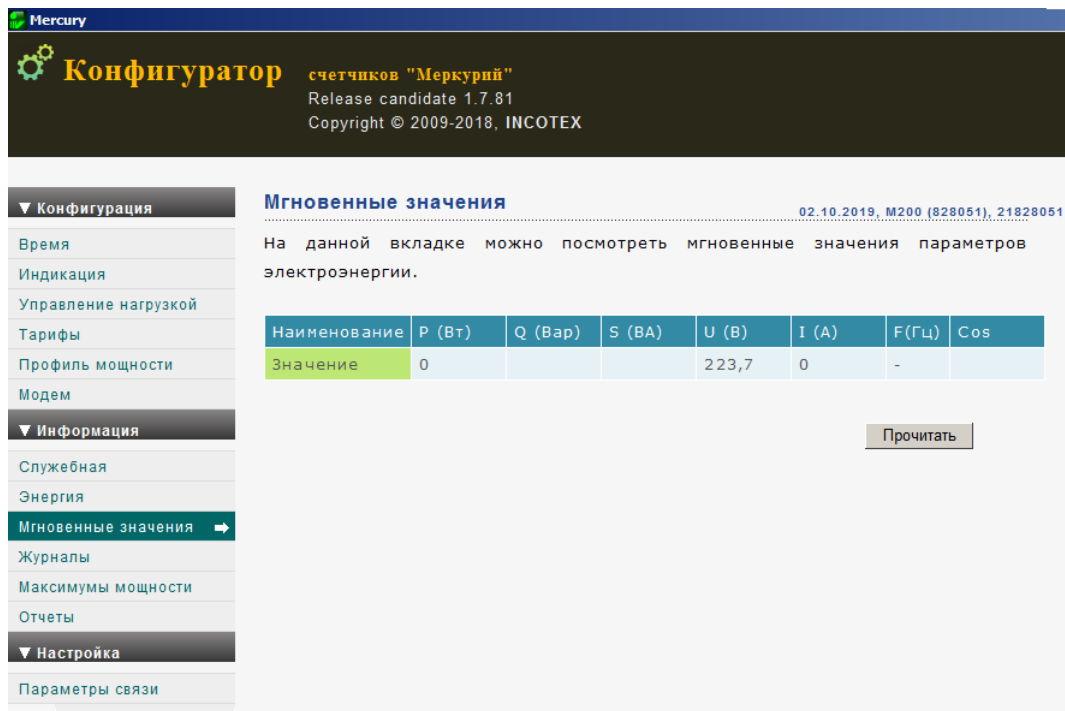 Mercury
Конфигуратор счетчиков "Меркурий"
Release candidate 1.7.81
Copyright © 2009-2018, INCOTEX
▼ Конфигурация
Время
Индикация
Управление нагрузкой
Тарифы
Профиль мощности
Модем
▼ Информация
Служебная
Энергия
Мгновенные значения
Журналы
Максимумы мощности
Отчеты
▼ Настройка
Параметры связи
Мгновенные значения
02.10.2019, M200 (828051), 21828051
На данной вкладке можно посмотреть мгновенные значения параметров
электроэнергии.
Наименование P (Вт) Q (Вар) S (ВА) U (В) I (А) F(Гц) Cos
Значение 0 223,7 0 -
Прочитать